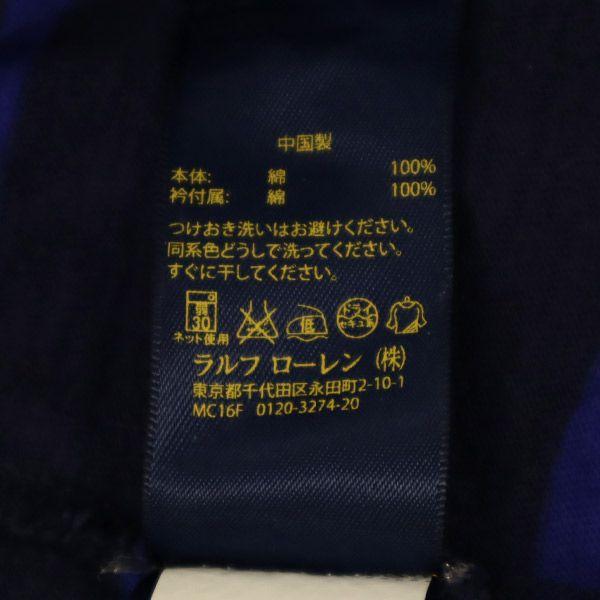 中国製
本体: 綿 100%
衿付属: 綿 100%
つけおき洗いはお避けください。
同系色どうしで洗ってください。
すぐに干してください。
弱 30 低 ドライ セキユ系
ネット使用
ラルフ ローレン (株)
東京都千代田区永田町2-10-1
MC16F 0120-3274-20